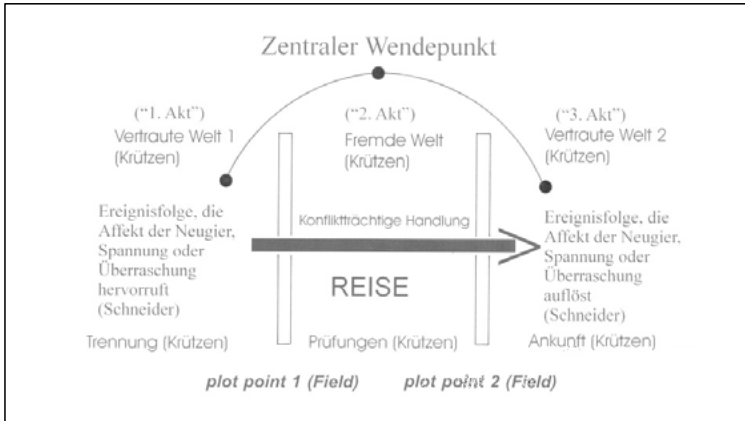 Zentraler Wendepunkt
("1. Akt")
Vertraute Welt 1
(Krützen)
("2. Akt")
Fremde Welt
(Krützen)
("3. Akt")
Vertraute Welt 2
(Krützen)
Ereignisfolge, die
Affekt der Neugier,
Spannung oder
Überraschung
hervorruft
(Schneider)
Konfliktträchtige Handlung
REISE
Ereignisfolge, die
Affekt der Neugier,
Spannung oder
Überraschung
auflöst
(Schneider)
Trennung (Krützen)
Prüfungen (Krützen)
Ankunft (Krützen)
plot point 1 (Field)
plot point 2 (Field)